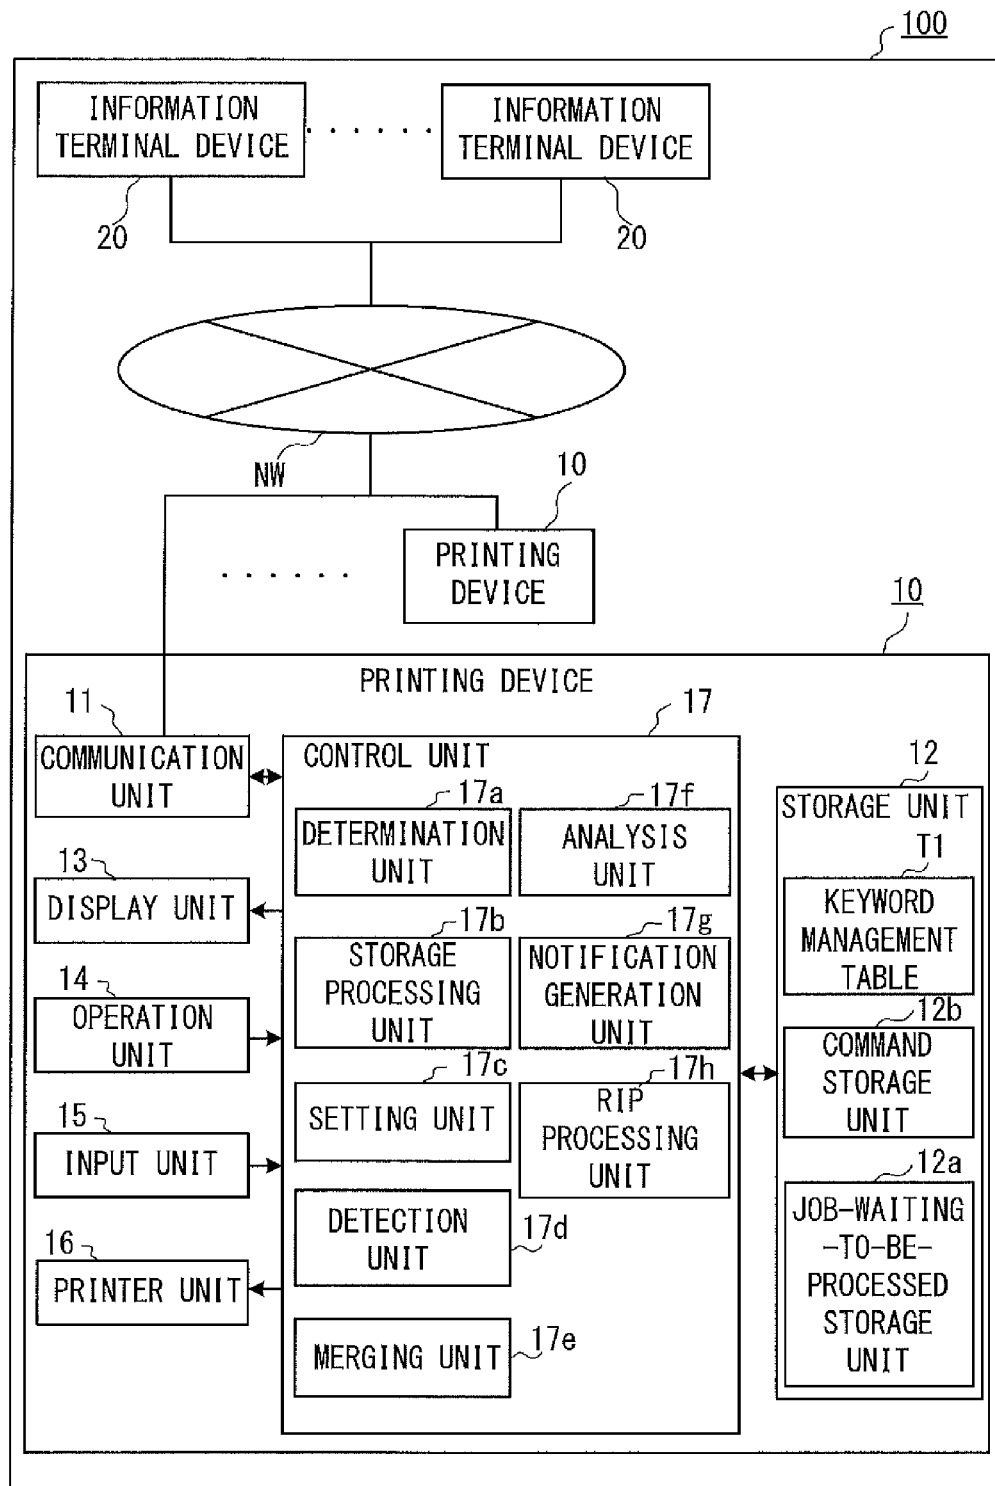 100
INFORMATION
TERMINAL DEVICE
. . . . . .
INFORMATION
TERMINAL DEVICE
20
20
NW
10
. . . . . .
PRINTING
DEVICE
10
PRINTING DEVICE
11
COMMUNICATION
UNIT
13
DISPLAY UNIT
14
OPERATION
UNIT
15
INPUT UNIT
16
PRINTER UNIT
17
CONTROL UNIT
17a
DETERMINATION
UNIT
17f
ANALYSIS
UNIT
17b
STORAGE
PROCESSING
UNIT
17g
NOTIFICATION
GENERATION
UNIT
17c
SETTING UNIT
17h
RIP
PROCESSING
UNIT
DETECTION
UNIT
17d
MERGING UNIT
17e
12
STORAGE UNIT
T1
KEYWORD
MANAGEMENT
TABLE
12b
COMMAND
STORAGE
UNIT
12a
JOB-WAITING
-TO-BE-
PROCESSED
STORAGE
UNIT